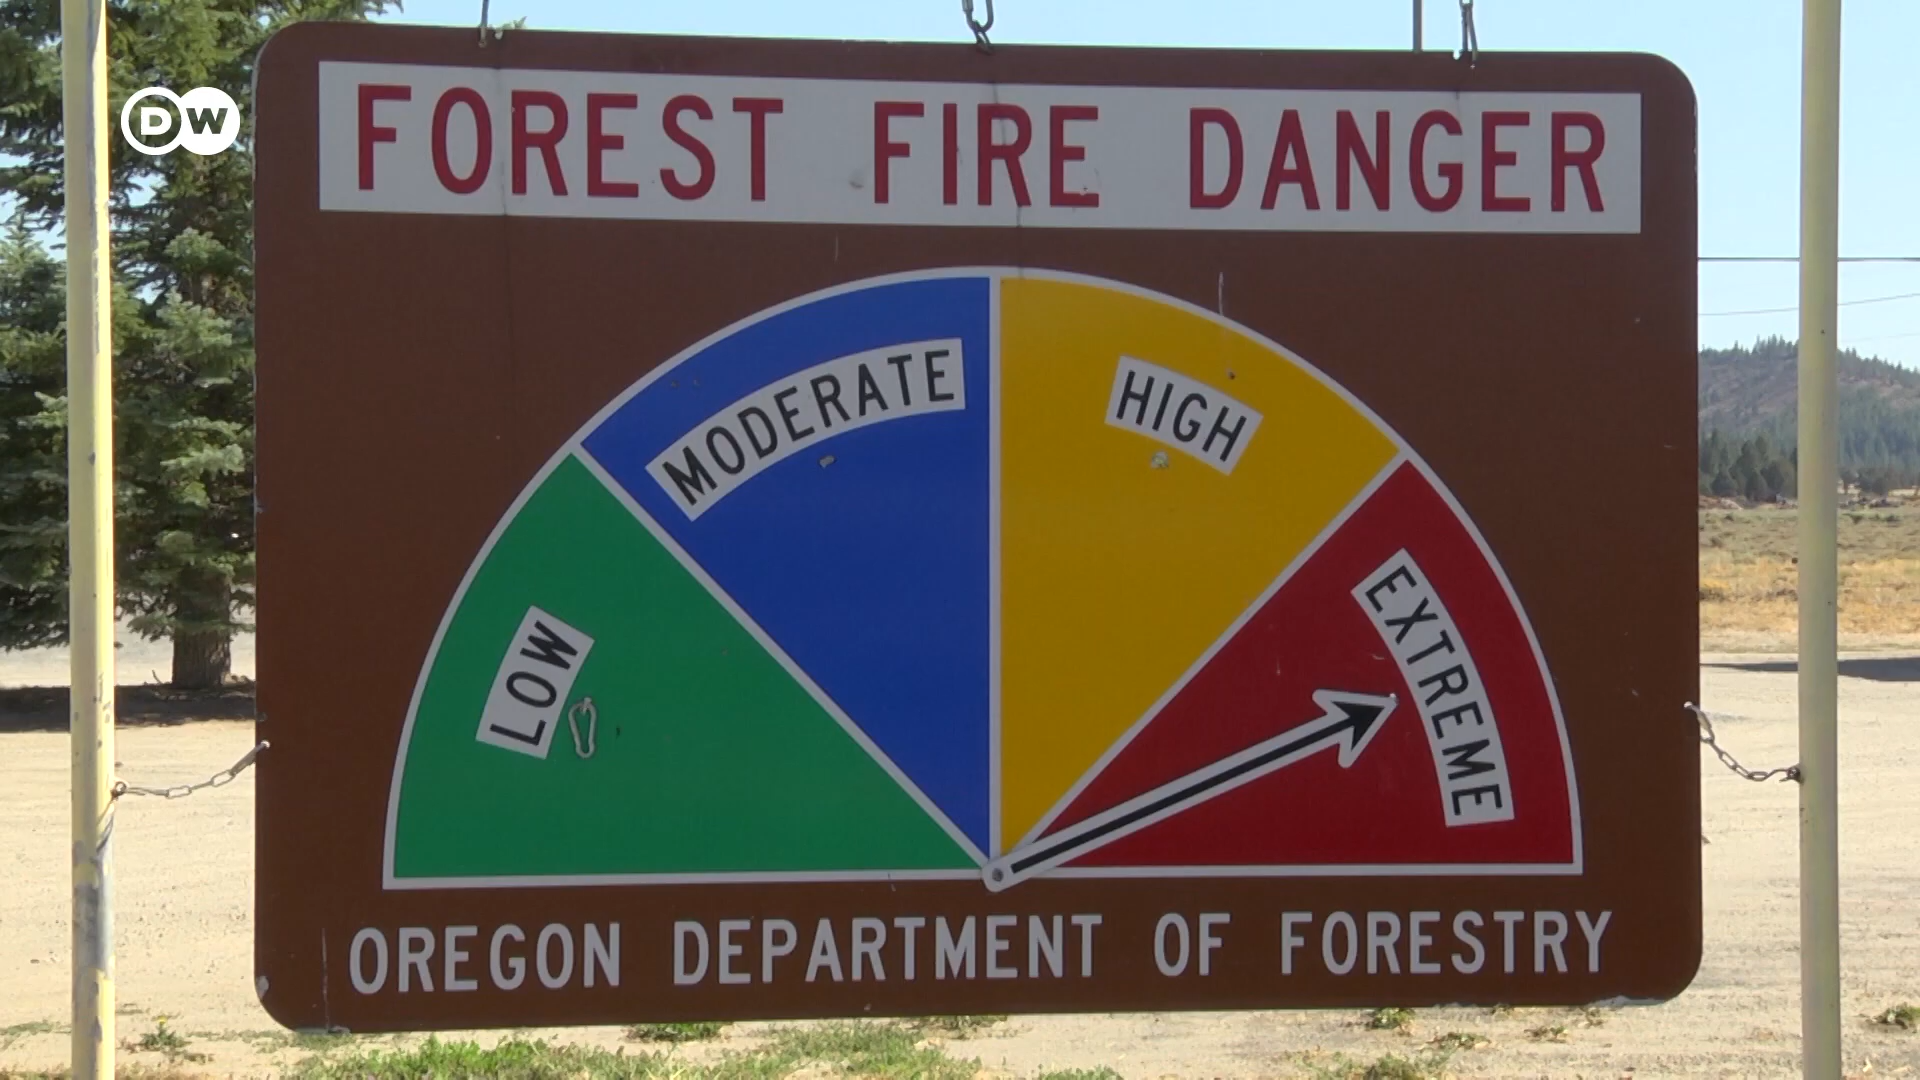 DW
FOREST FIRE DANGER
LOW
MODERATE
HIGH
EXTREME
OREGON DEPARTMENT OF FORESTRY